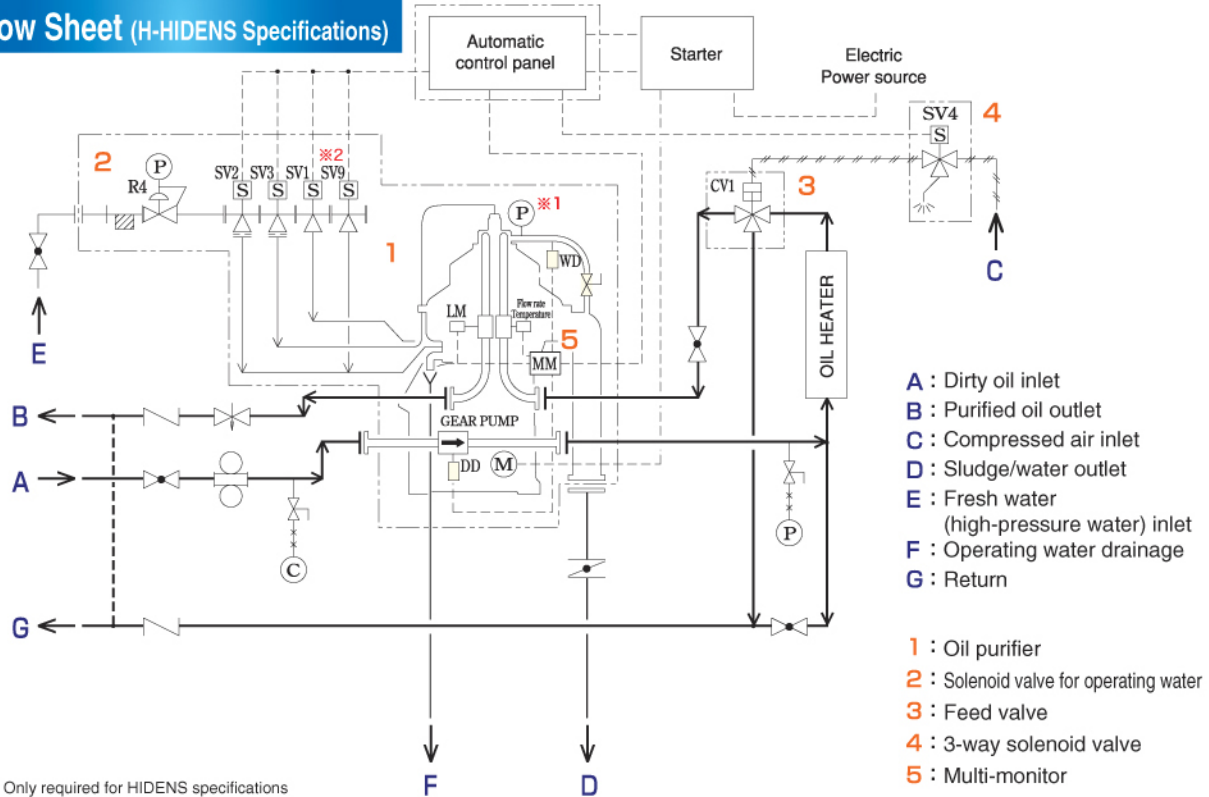 ow Sheet (H-HIDENS Specifications)
Automatic
control panel
Starter
Electric
Power source
SV4
4
S
2
P
R4
※2
SV2
SV3
SV1
SV9
S
S
S
S
CV1
3
P
※1
1
WD
C
E
LM
Flow rate
Temperature
5
MM
OIL HEATER
B
GEAR PUMP
A
DD
M
C
P
G
F
D
A : Dirty oil inlet
B : Purified oil outlet
C : Compressed air inlet
D : Sludge/water outlet
E : Fresh water
(high-pressure water) inlet
F : Operating water drainage
G : Return
1 : Oil purifier
2 : Solenoid valve for operating water
3 : Feed valve
4 : 3-way solenoid valve
5 : Multi-monitor
Only required for HIDENS specifications